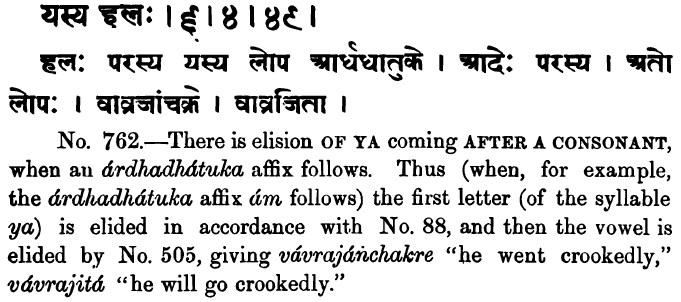 यस्य हलः । ६ । ४ । ४९ ।
हलः परस्य यस्य लोप आर्धधातुके । आदेः परस्य । अतो
लोपः । वाव्रजांचक्रे । वाव्रजिता ।
No. 762.—There is elision OF YA coming AFTER A CONSONANT,
when an árdhadhátuka affix follows. Thus (when, for example,
the árdhadhátuka affix ám follows) the first letter (of the syllable
ya) is elided in accordance with No. 88, and then the vowel is
elided by No. 505, giving vávrajáñchakre “he went crookedly,”
vávrajitá “he will go crookedly.”